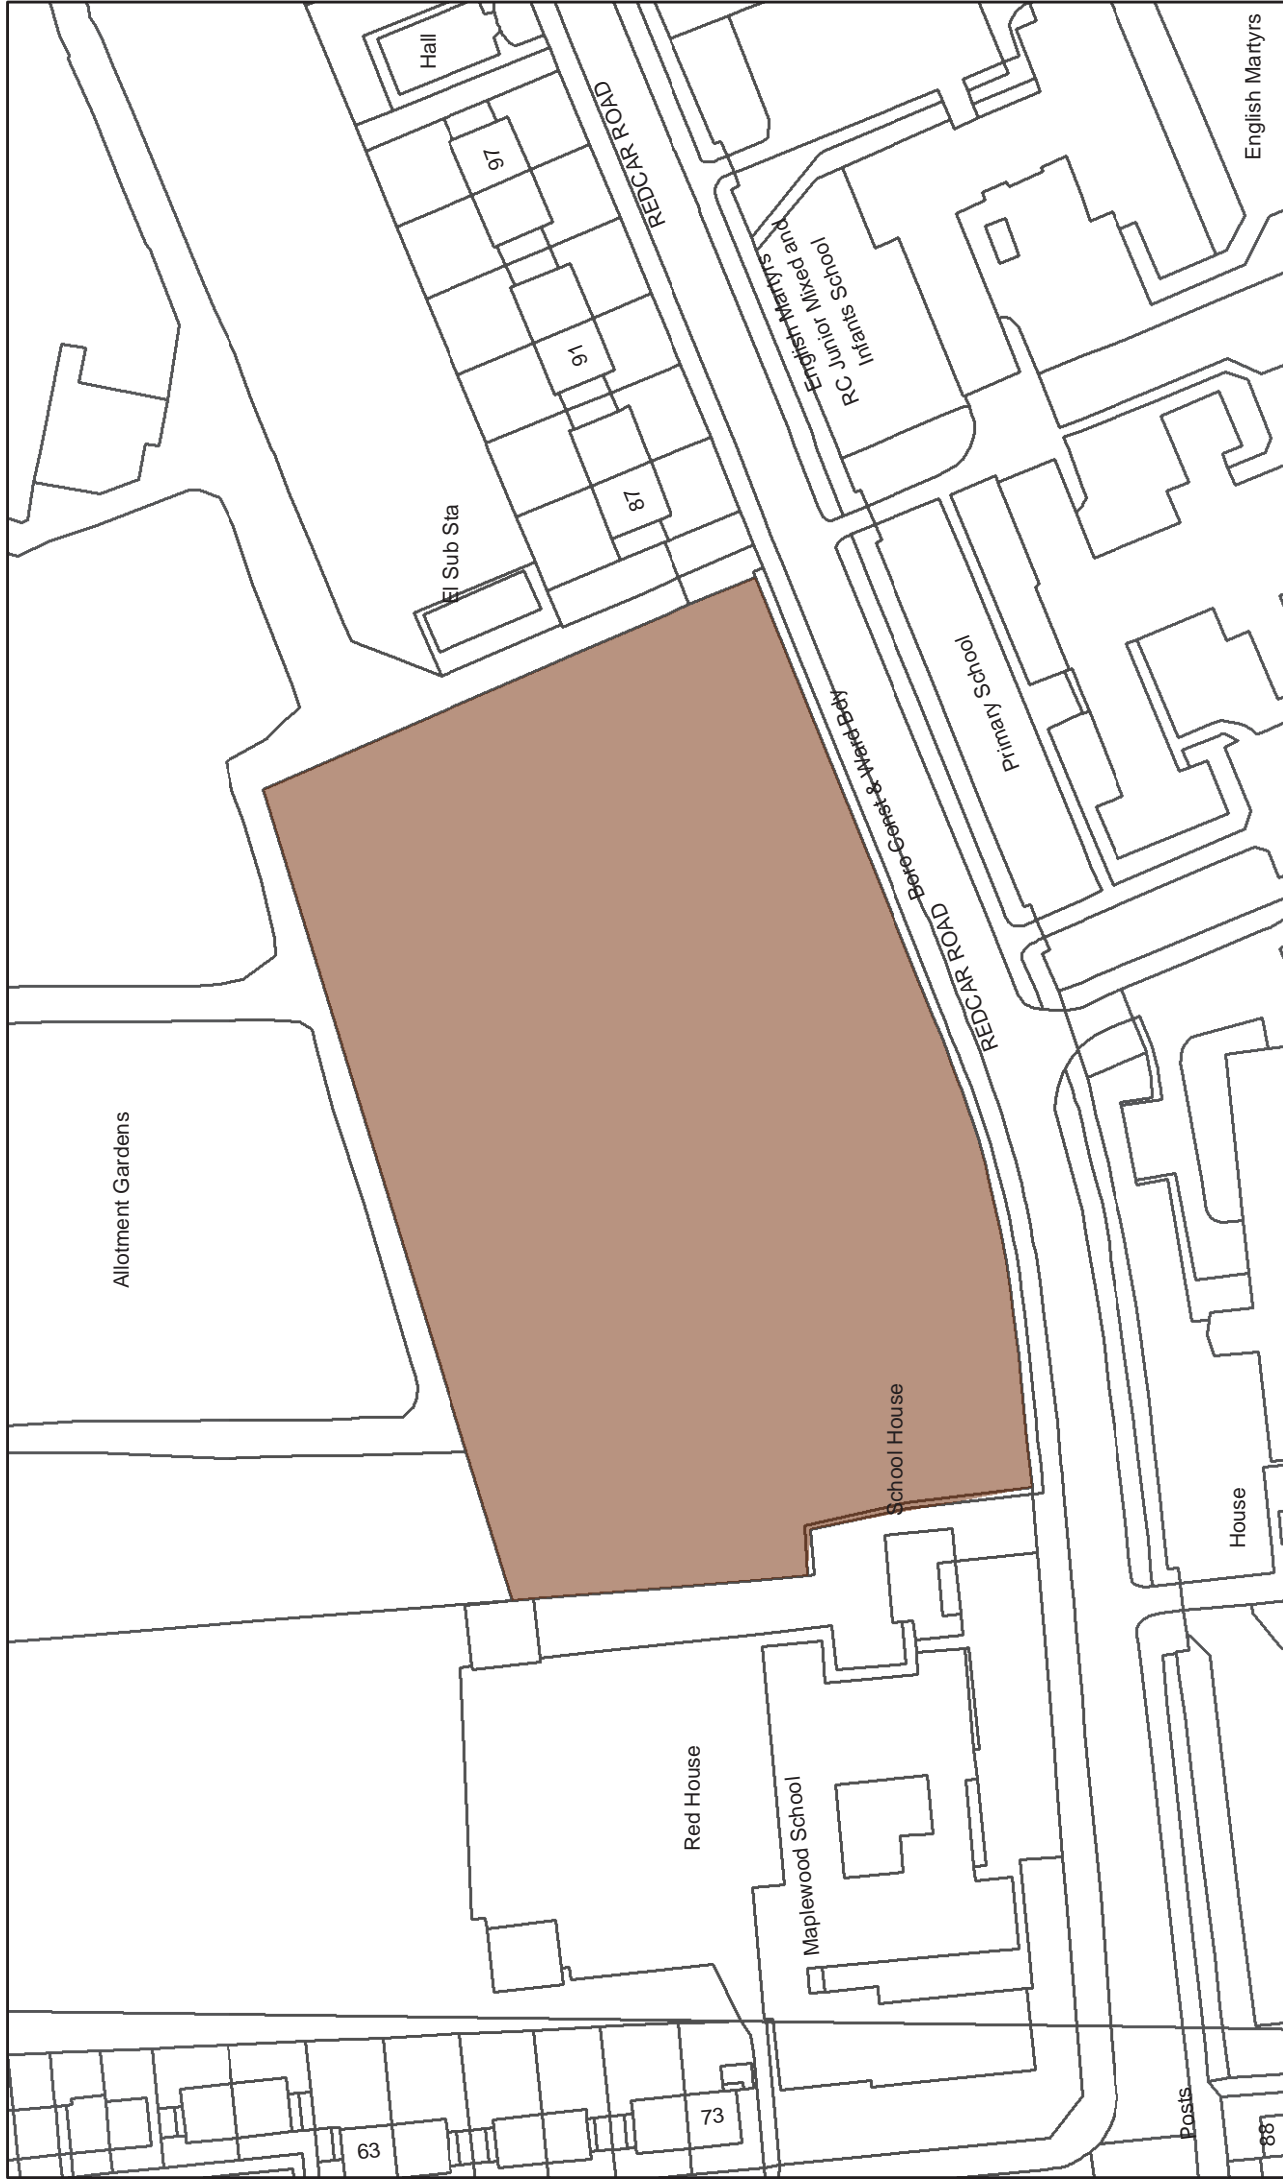 Hall
97
REDCAR ROAD
English Martyrs
English Martyrs
RC Junior Mixed and
Infants School
91
87
El Sub Sta
Primary School
Boro Const & Ward Bdy
REDCAR ROAD
Allotment Gardens
School House
House
Red House
Maplewood School
73
63
Posts
88